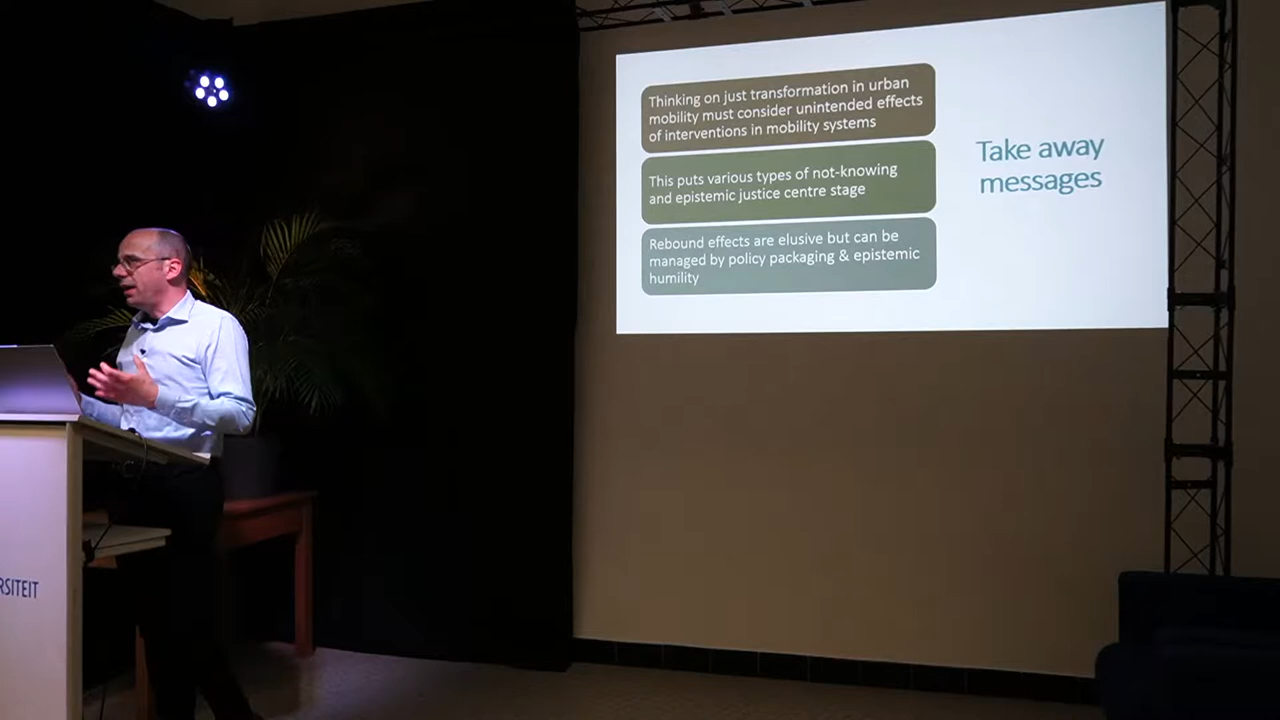 Thinking on just transformation in urban
mobility must consider unintended effects
of interventions in mobility systems
This puts various types of not-knowing
and epistemic justice centre stage
Rebound effects are elusive but can be
managed by policy packaging & epistemic
humility
Take away
messages
RSITEIT